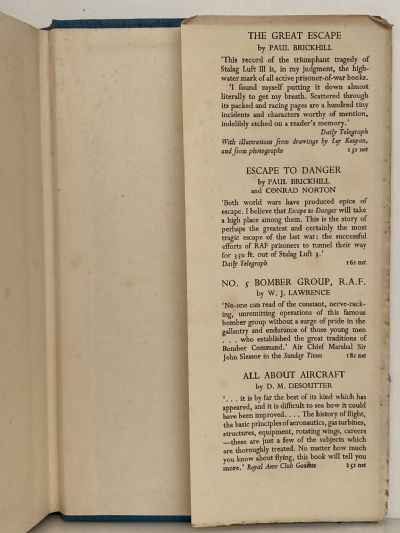 THE GREAT ESCAPE
by PAUL BRICKHILL
'This record of the triumphant tragedy of
Stalag Luft III is, in my judgment, the high-
water mark of all active prisoner-of-war books.
'I found myself putting it down almost
literally to get my breath. Scattered through
its packed and racing pages are a hundred tiny
incidents and characters worthy of mention,
indelibly etched on a reader's memory.'
Daily Telegraph
With illustrations from drawings by Ley Kenyon,
and from photographs 15s net
ESCAPE TO DANGER
by PAUL BRICKHILL
and CONRAD NORTON
'Both world wars have produced epics of
escape. I believe that Escape to Danger will take
a high place among them. This is the story of
perhaps the greatest and certainly the most
tragic escape of the last war: the successful
efforts of RAF prisoners to tunnel their way
for 350 ft. out of Stalag Luft 3.'
Daily Telegraph 16s net
NO. 5 BOMBER GROUP, R.A.F.
by W. J. LAWRENCE
'No-one can read of the constant, nerve-rack-
ing, unremitting operations of this famous
bomber group without a surge of pride in the
gallantry and endurance of those young men
. . . who established the great traditions of
Bomber Command.' Air Chief Marshal Sir
John Slessor in the Sunday Times 18s net
ALL ABOUT AIRCRAFT
by D. M. DESOUTTER
'. . . it is by far the best of its kind which has
appeared, and it is difficult to see how it could
have been improved. . . . The history of flight,
the basic principles of aeronautics, gas turbines,
structures, equipment, rotating wings, careers
—these are just a few of the subjects which
are thoroughly treated. No matter how much
you know about flying, this book will tell you
more.' Royal Aero Club Gazette 25s net